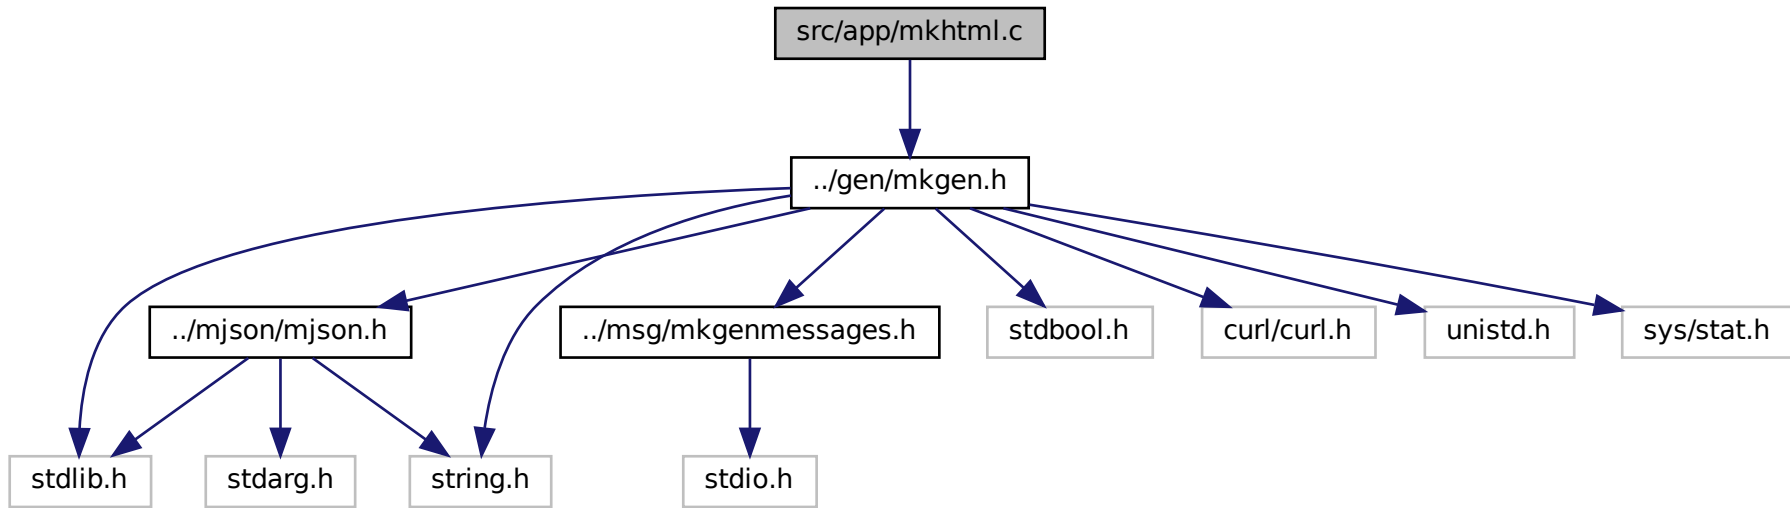 src/app/mkhtml.c
../gen/mkgen.h
../mjson/mjson.h
../msg/mkgenmessages.h
stdbool.h
curl/curl.h
unistd.h
sys/stat.h
stdlib.h
stdarg.h
string.h
stdio.h